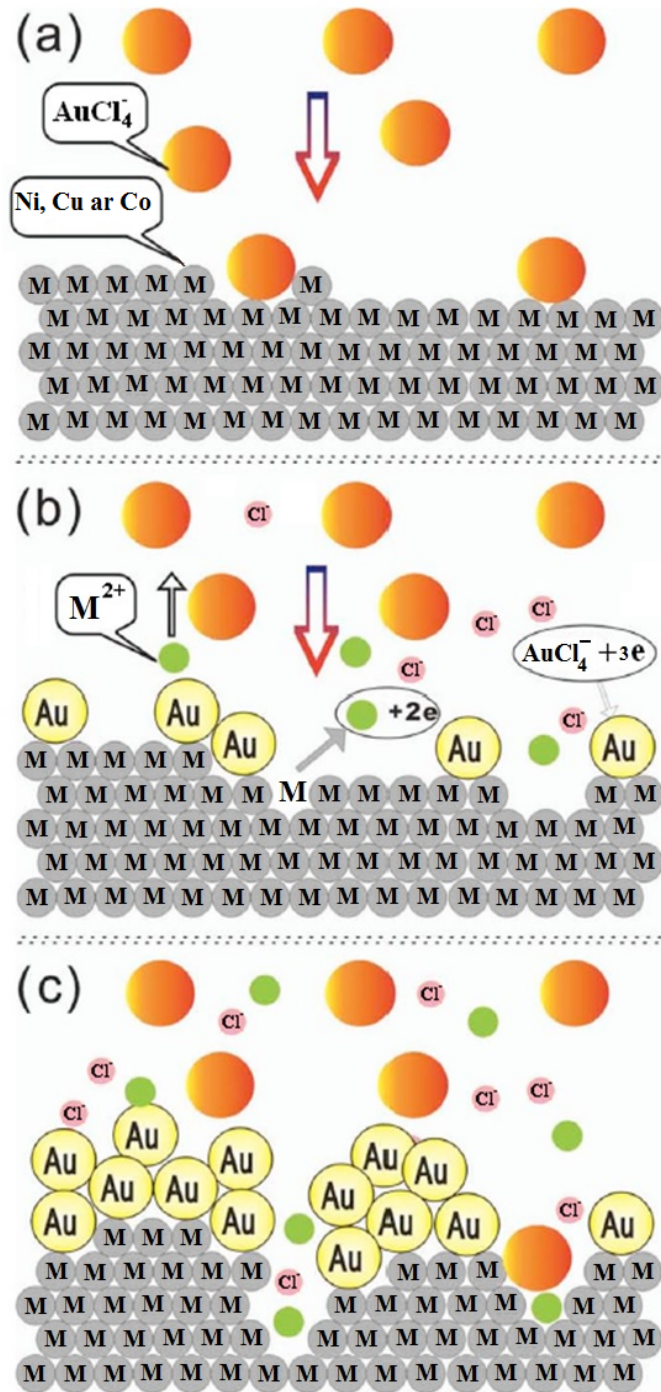 (a)
AuCl₄⁻
Ni, Cu ar Co
M M M M M M
M M M M M M M M M M M M M M M M
M M M M M M M M M M M M M M M M
M M M M M M M M M M M M M M M M
M M M M M M M M M M M M M M M M
(b)
Cl⁻
M²⁺
Cl⁻ Cl⁻
AuCl₄⁻ +3e
Cl⁻
+2e
Cl⁻
Au Au Au Au Au
M M M M M
M M M M M M M M M M M M M M
M M M M M M M M M M M M M M M M
M M M M M M M M M M M M M M M M
M M M M M M M M M M M M M M M M
(c)
Cl⁻ Cl⁻
Cl⁻ Cl⁻ Cl⁻
Cl⁻
Au Au Au Au Au
Au Au Au Au Cl⁻
Au Au Au Au Au
M M M Au
M M M M M M M M M M M
Cl⁻
M M M M M M M M M M M M M
M M M M M M M M M M M M M M M
M M M M M M M M M M M M M M M M